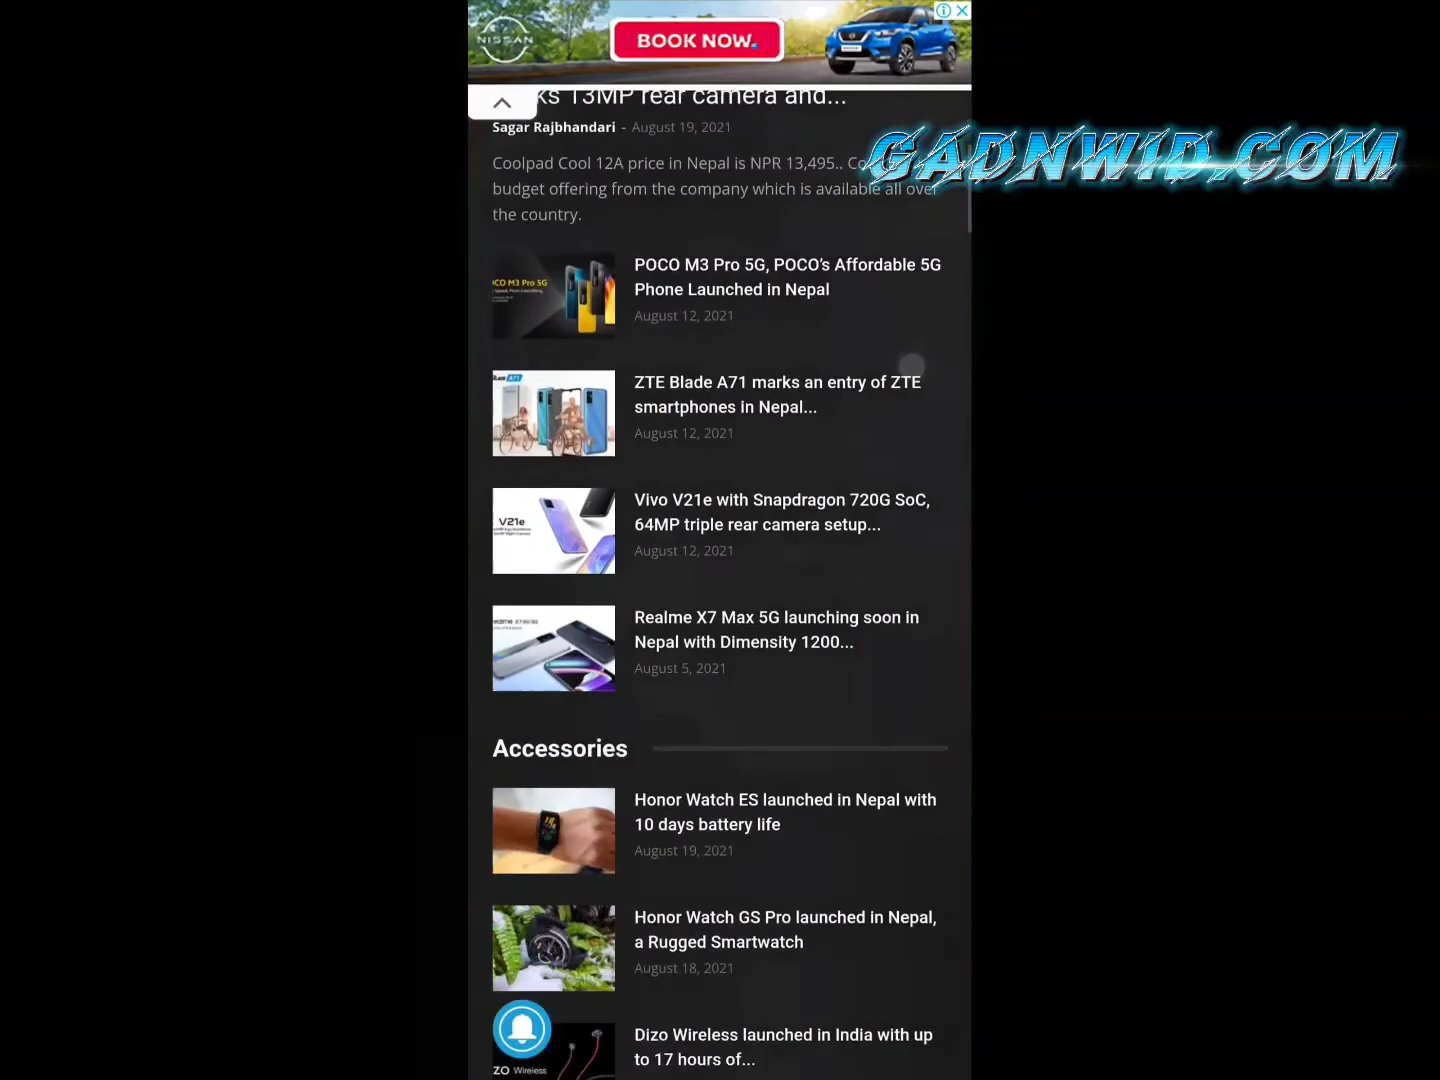 NISSAN
BOOK NOW.
ks 13MP rear camera and...
Sagar Rajbhandari - August 19, 2021
GADNWID.COM
Coolpad Cool 12A price in Nepal is NPR 13,495..
budget offering from the company which is available all over
the country.
POCO M3 Pro 5G, POCO’s Affordable 5G
Phone Launched in Nepal
August 12, 2021
CO M3 Pro 5G
ZTE Blade A71 marks an entry of ZTE
smartphones in Nepal...
August 12, 2021
A71
Vivo V21e with Snapdragon 720G SoC,
64MP triple rear camera setup...
August 12, 2021
V21e
Realme X7 Max 5G launching soon in
Nepal with Dimensity 1200...
August 5, 2021
Accessories
Honor Watch ES launched in Nepal with
10 days battery life
August 19, 2021
Honor Watch GS Pro launched in Nepal,
a Rugged Smartwatch
August 18, 2021
Dizo Wireless launched in India with up
to 17 hours of...
ZO Wireless